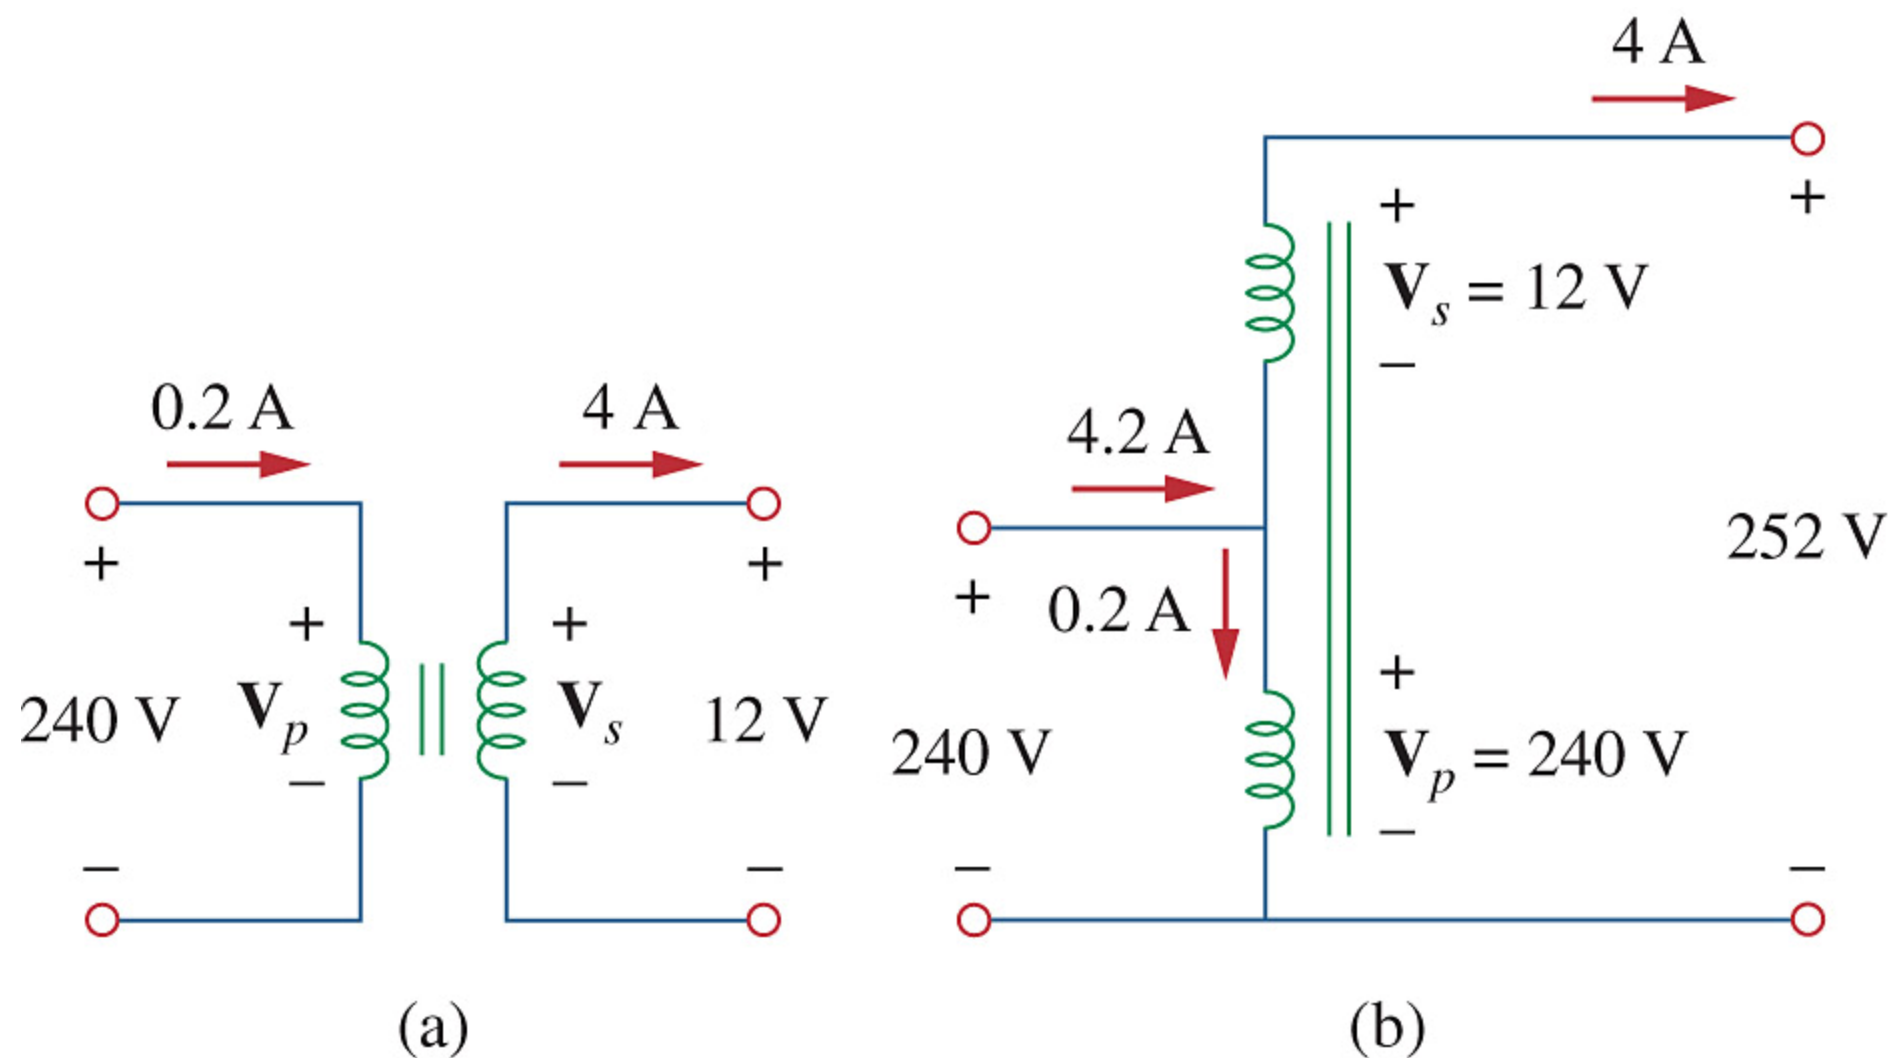 0.2 A
4 A
+
+
+
+
240 V
V_p
V_s
12 V
−
−
−
−
(a)
4 A
+
+
V_s = 12 V
−
4.2 A
252 V
+
0.2 A
+
240 V
V_p = 240 V
−
−
−
(b)